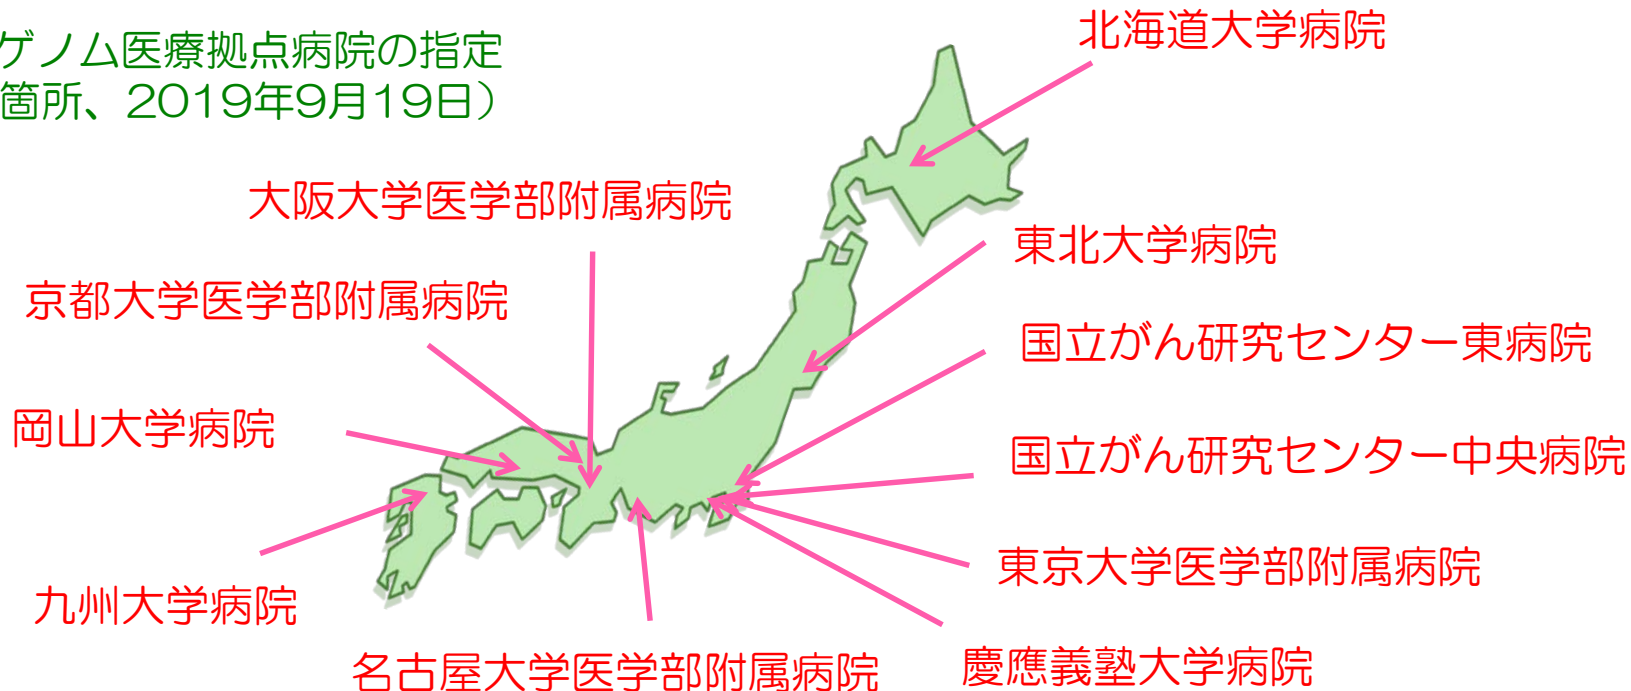 ゲノム医療拠点病院の指定
箇所、2019年9月19日）
北海道大学病院
大阪大学医学部附属病院
東北大学病院
京都大学医学部附属病院
国立がん研究センター東病院
岡山大学病院
国立がん研究センター中央病院
東京大学医学部附属病院
九州大学病院
慶應義塾大学病院
名古屋大学医学部附属病院